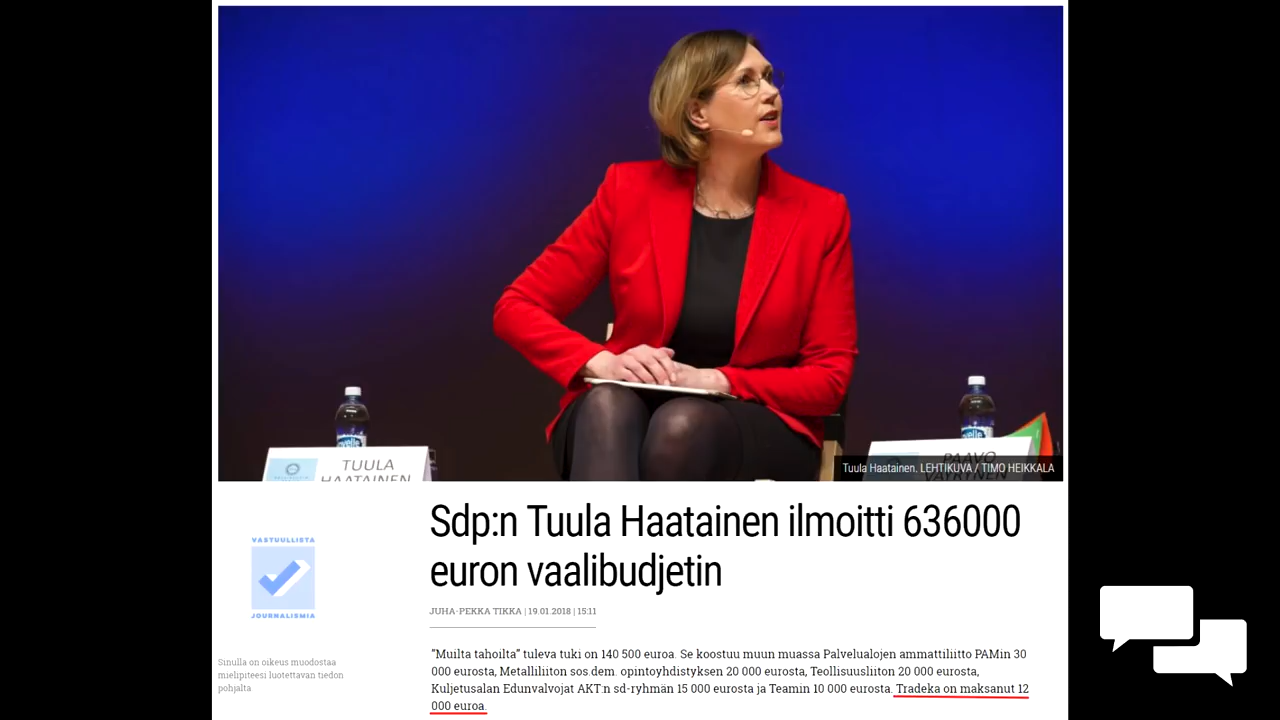 TUULA
HAATAINEN
PAAVO
VÄYRYNEN
Tuula Haatainen. LEHTIKUVA / TIMO HEIKKALA
Sdp:n Tuula Haatainen ilmoitti 636000
euron vaalibudjetin
VASTUULLISTA
JOURNALISMIA
JUHA-PEKKA TIKKA | 19.01.2018 | 15:11
Sinulla on oikeus muodostaa
mielipiteesi luotettavan tiedon
pohjalta
"Muilta tahoilta" tuleva tuki on 140 500 euroa. Se koostuu muun muassa Palvelualojen ammattiliitto PAMin 30
000 eurosta, Metalliliiton sos.dem. opintoyhdistyksen 20 000 eurosta, Teollisuusliiton 20 000 eurosta,
Kuljetusalan Edunvalvojat AKT:n sd-ryhmän 15 000 eurosta ja Teamin 10 000 eurosta. Tradeka on maksanut 12
000 euroa.